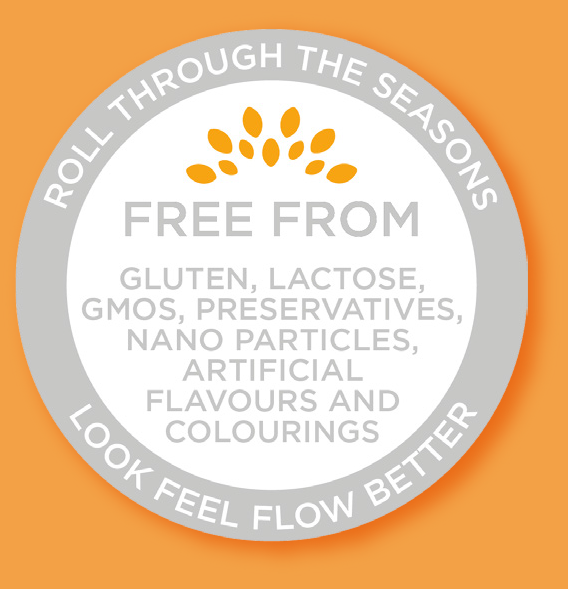 ROLL THROUGH THE SEASONS
FREE FROM
GLUTEN, LACTOSE,
GMOS, PRESERVATIVES,
NANO PARTICLES,
ARTIFICIAL
FLAVOURS AND
COLOURINGS
LOOK FEEL FLOW BETTER